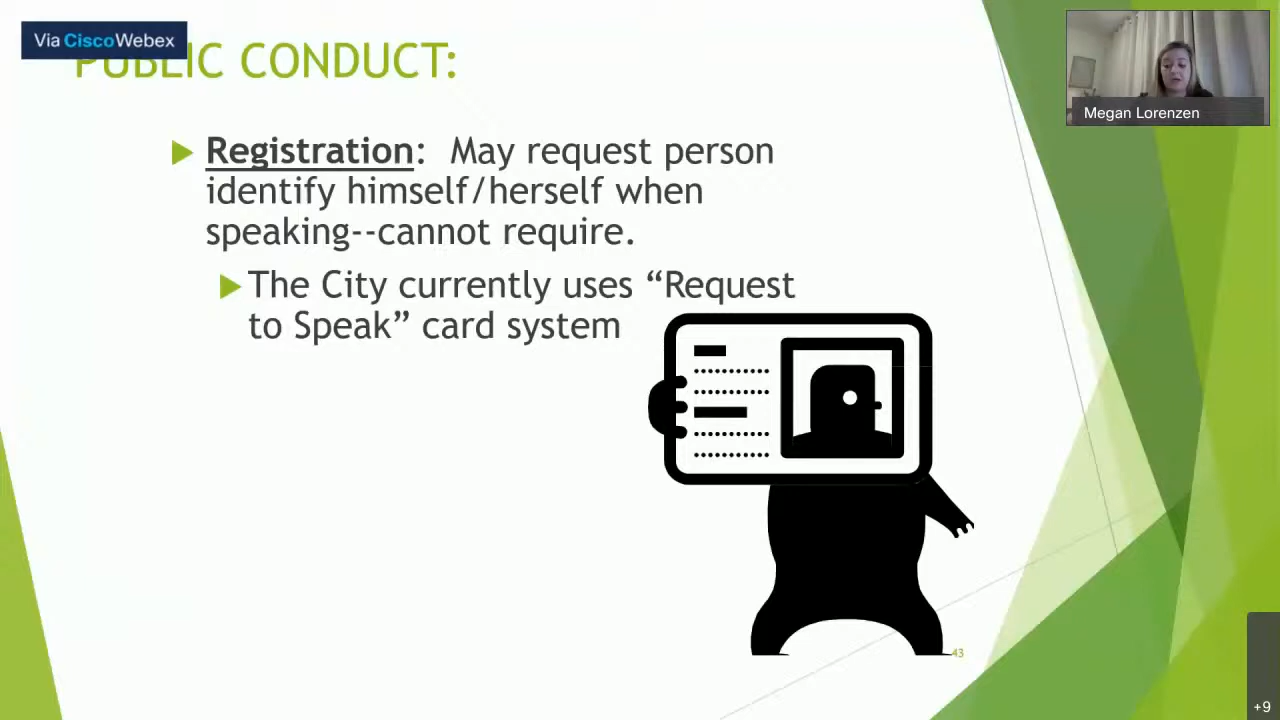 Via CiscoWebex
PUBLIC CONDUCT:
Megan Lorenzen
Registration: May request person
identify himself/herself when
speaking--cannot require.
The City currently uses “Request
to Speak” card system
43
+9